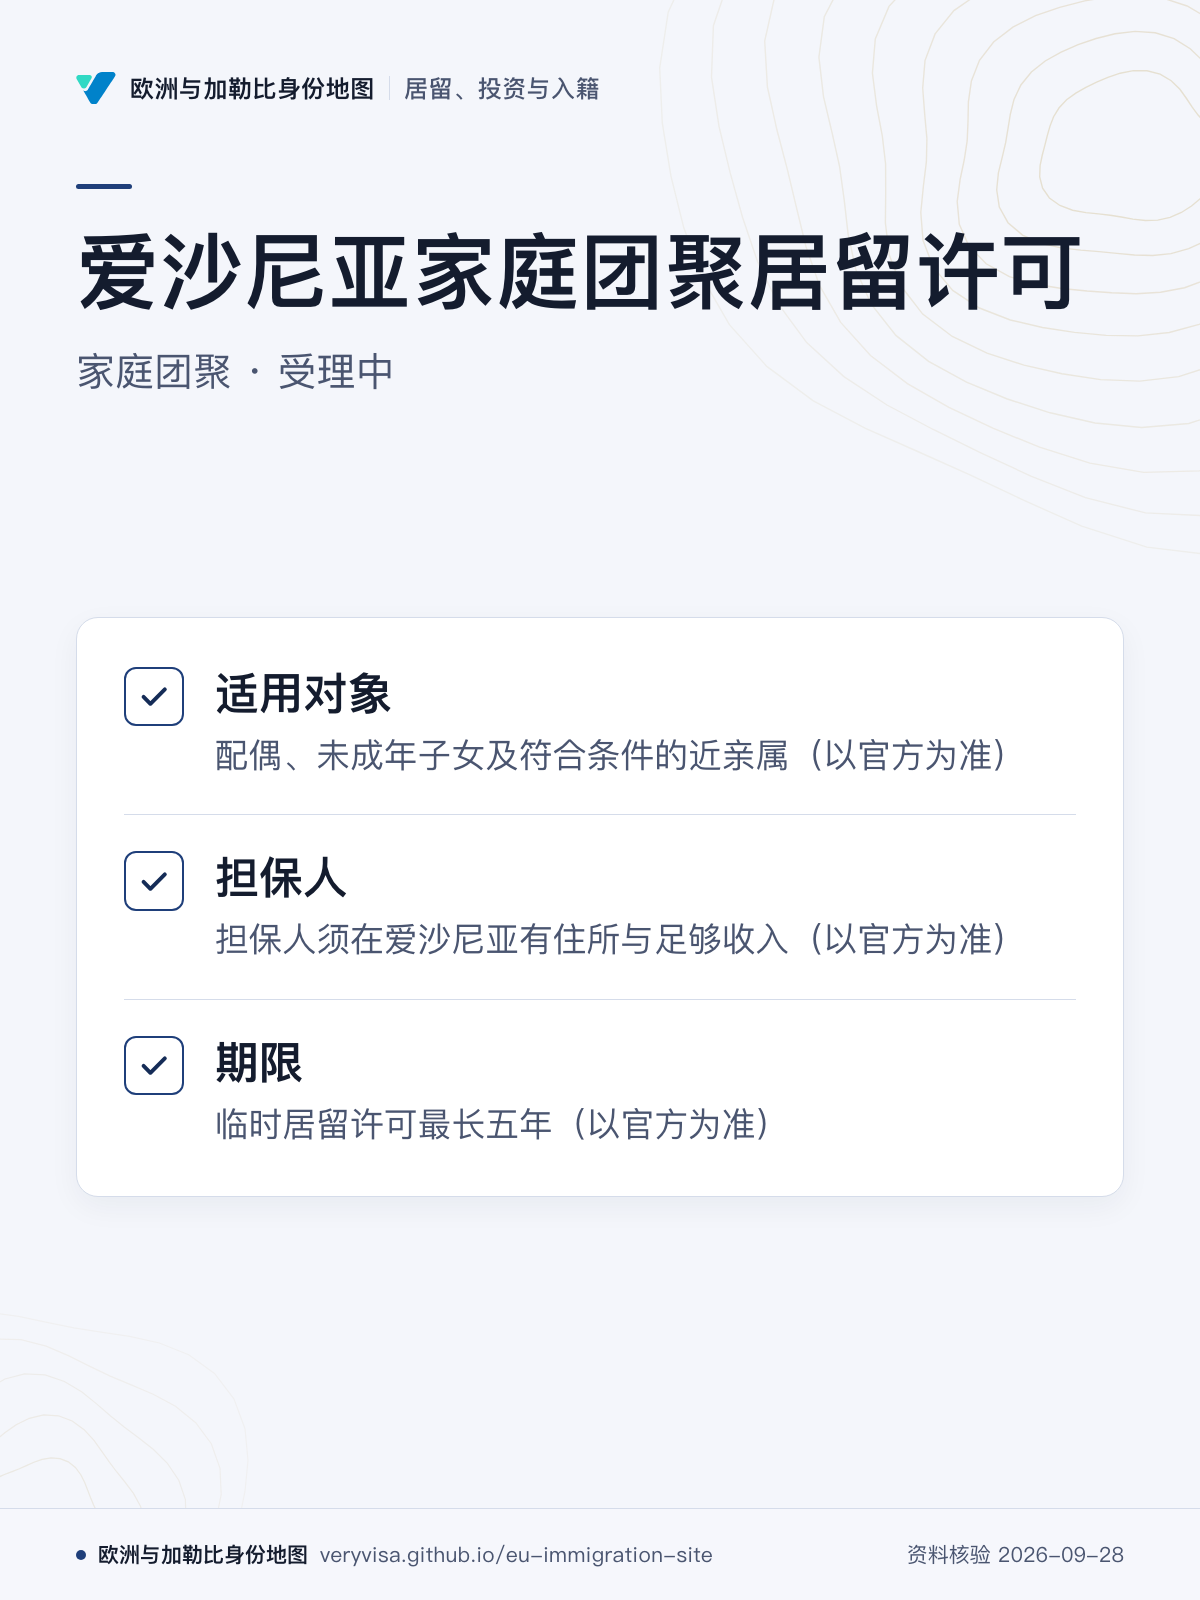 欧洲与加勒比身份地图 居留、投资与入籍
爱沙尼亚家庭团聚居留许可
家庭团聚 · 受理中
适用对象
配偶、未成年子女及符合条件的近亲属（以官方为准）
担保人
担保人须在爱沙尼亚有住所与足够收入（以官方为准）
期限
临时居留许可最长五年（以官方为准）
欧洲与加勒比身份地图 veryvisa.github.io/eu-immigration-site 资料核验 2026-09-28